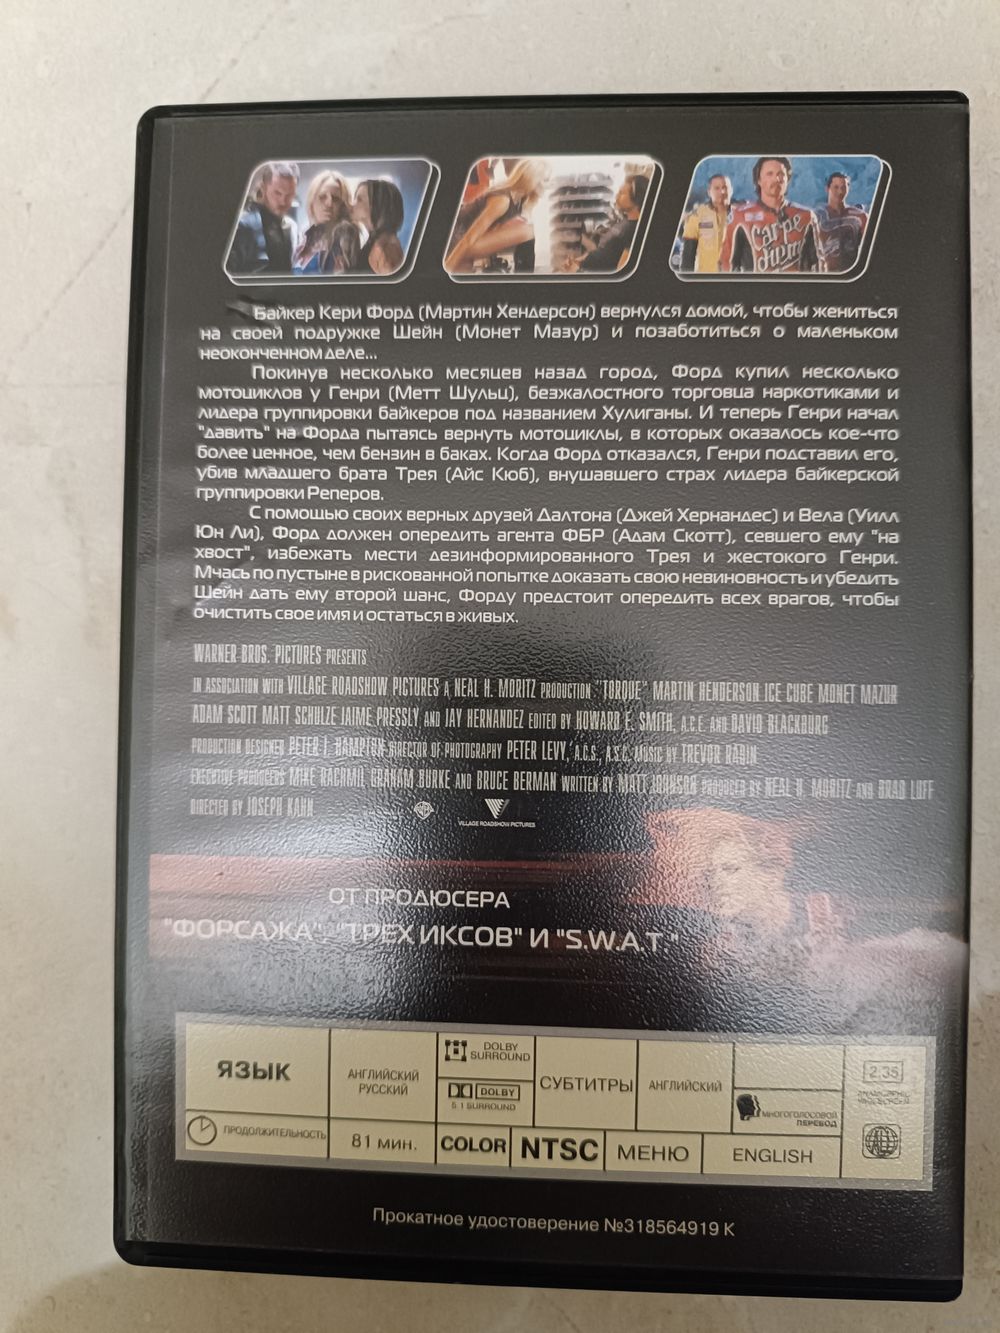 Carpe
diem
Байкер Кери Форд (Мартин Хендерсон) вернулся домой, чтобы жениться
на своей подружке Шейн (Монет Мазур) и позаботиться о маленьком
неоконченном деле...
Покинув несколько месяцев назад город, Форд купил несколько
мотоциклов у Генри (Метт Шульц), безжалостного торговца наркотиками и
лидера группировки байкеров под названием Хулиганы. И теперь Генри начал
"давить" на Форда пытаясь вернуть мотоциклы, в которых оказалось кое-что
более ценное, чем бензин в баках. Когда Форд отказался, Генри подставил его,
убив младшего брата Трея (Айс Кюб), внушавшего страх лидера байкерской
группировки Реперов.
С помощью своих верных друзей Далтона (Джей Хернандес) и Вела (Уилл
Юн Ли), Форд должен опередить агента ФБР (Адам Скотт), севшего ему "на
хвост", избежать мести дезинформированного Трея и жестокого Генри.
Мчась по пустыне в рискованной попытке доказать свою невиновность и убедить
Шейн дать ему второй шанс, Форду предстоит опередить всех врагов, чтобы
очистить свое имя и остаться в живых.
WARNER BROS. PICTURES PRESENTS
IN ASSOCIATION WITH VILLAGE ROADSHOW PICTURES A NEAL H. MORITZ PRODUCTION "TORQUE" MARTIN HENDERSON ICE CUBE MONET MAZUR
ADAM SCOTT MATT SCHULZE JAIME PRESSLY AND JAY HERNANDEZ EDITED BY HOWARD E. SMITH, A.C.E. AND DAVID BLACKBURG
PRODUCTION DESIGNER PETER J. HAMPTON DIRECTOR OF PHOTOGRAPHY PETER LEVY, A.C.S., A.S.C. MUSIC BY TREVOR RABIN
EXECUTIVE PRODUCERS MIKE RACHMIL GRAHAM BURKE AND BRUCE BERMAN WRITTEN BY MATT JOHNSON PRODUCED BY NEAL H. MORITZ AND BRAD LUFF
DIRECTED BY JOSEPH KAHN
VILLAGE ROADSHOW PICTURES
ОТ ПРОДЮСЕРА
"ФОРСАЖА", "ТРЕХ ИКСОВ" И "S.W.A.T."
ЯЗЫК
АНГЛИЙСКИЙ
РУССКИЙ
DOLBY
SURROUND
DOLBY
5.1 SURROUND
СУБТИТРЫ
АНГЛИЙСКИЙ
МНОГОГОЛОСОВОЙ
ПЕРЕВОД
2.35
ANAMORPHIC
WIDESCREEN
ALL
ПРОДОЛЖИТЕЛЬНОСТЬ
81 мин.
COLOR
NTSC
МЕНЮ
ENGLISH
Прокатное удостоверение №318564919 К